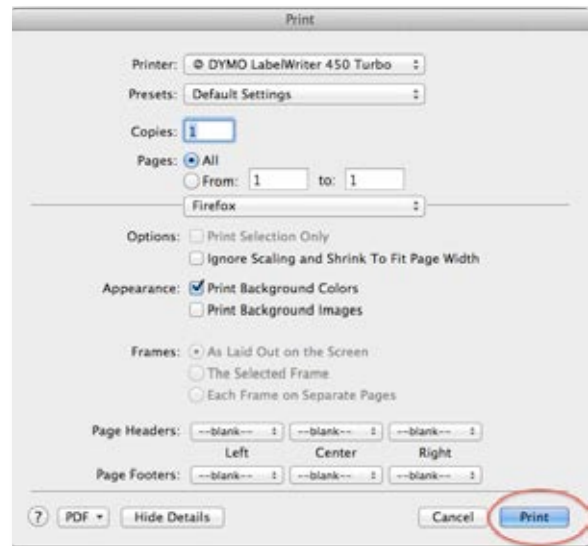 Print
Printer: DYMO LabelWriter 450 Turbo
Presets: Default Settings
Copies: 1
Pages: All
From: 1 to: 1
Firefox
Options: Print Selection Only
Ignore Scaling and Shrink To Fit Page Width
Appearance: Print Background Colors
Print Background Images
Frames: As Laid Out on the Screen
The Selected Frame
Each Frame on Separate Pages
Page Headers: --blank-- --blank-- --blank--
Left Center Right
Page Footers: --blank-- --blank-- --blank--
? PDF Hide Details Cancel Print